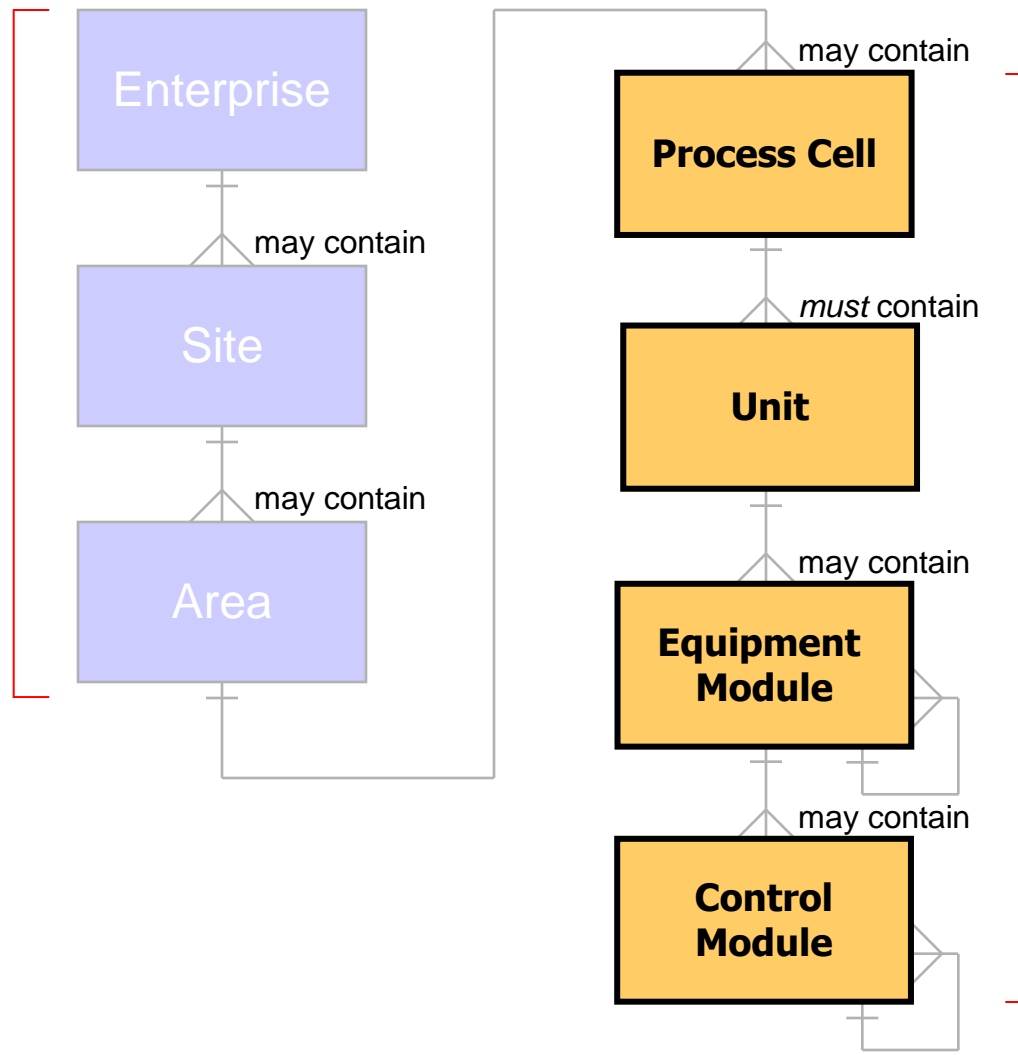 Enterprise
may contain
Site
may contain
Area
may contain
Process Cell
must contain
Unit
may contain
Equipment
Module
may contain
Control
Module